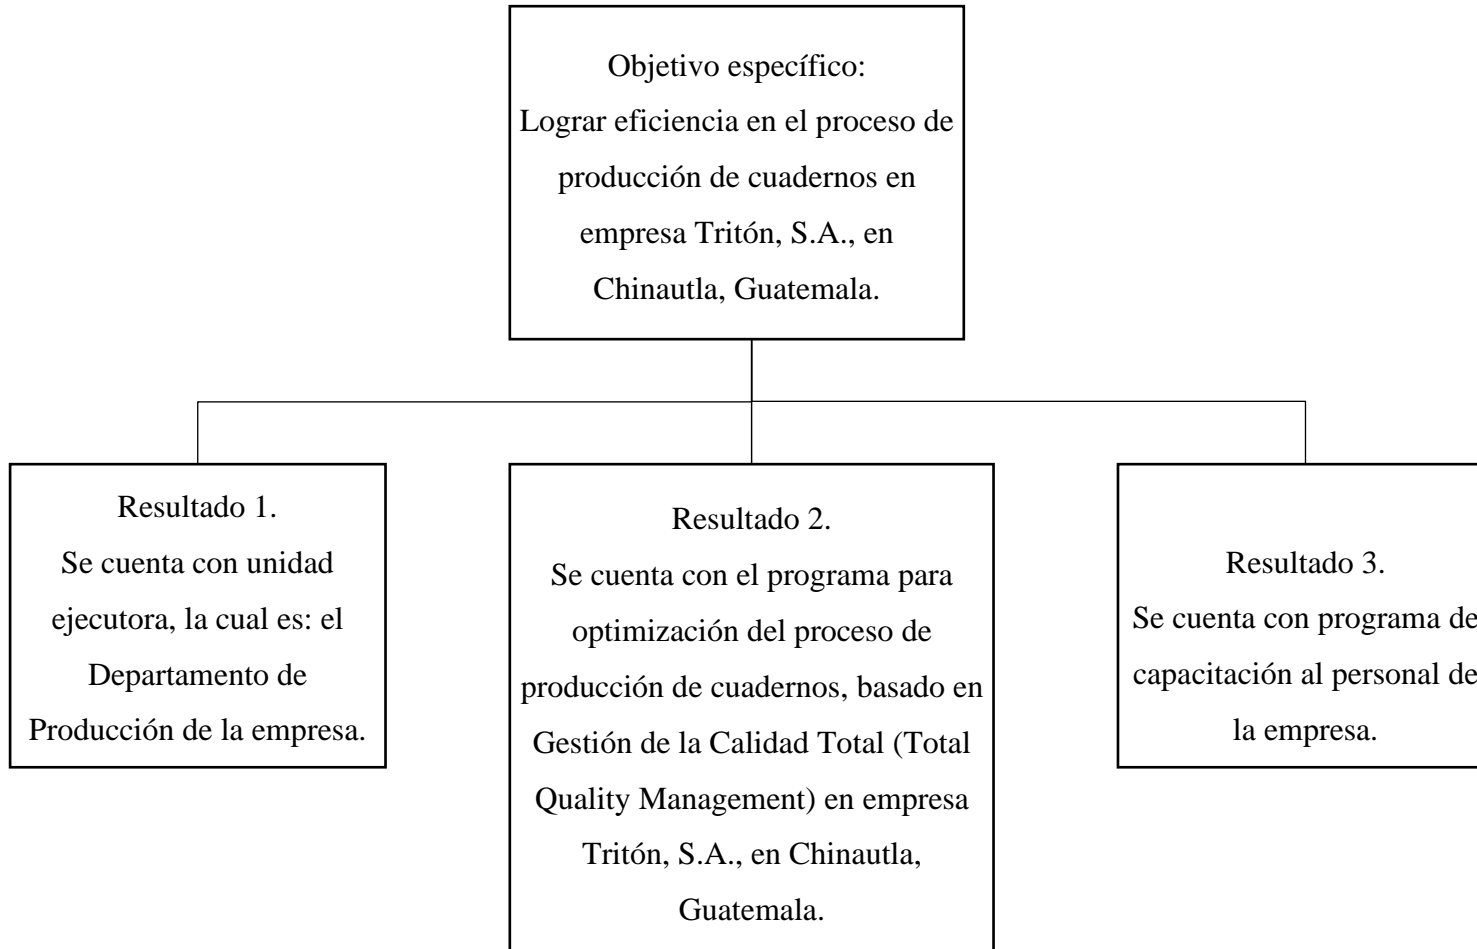 Objetivo específico:
Lograr eficiencia en el proceso de
producción de cuadernos en
empresa Tritón, S.A., en
Chinautla, Guatemala.
Resultado 1.
Se cuenta con unidad
ejecutora, la cual es: el
Departamento de
Producción de la empresa.
Resultado 2.
Se cuenta con el programa para
optimización del proceso de
producción de cuadernos, basado en
Gestión de la Calidad Total (Total
Quality Management) en empresa
Tritón, S.A., en Chinautla,
Guatemala.
Resultado 3.
Se cuenta con programa de
capacitación al personal de
la empresa.